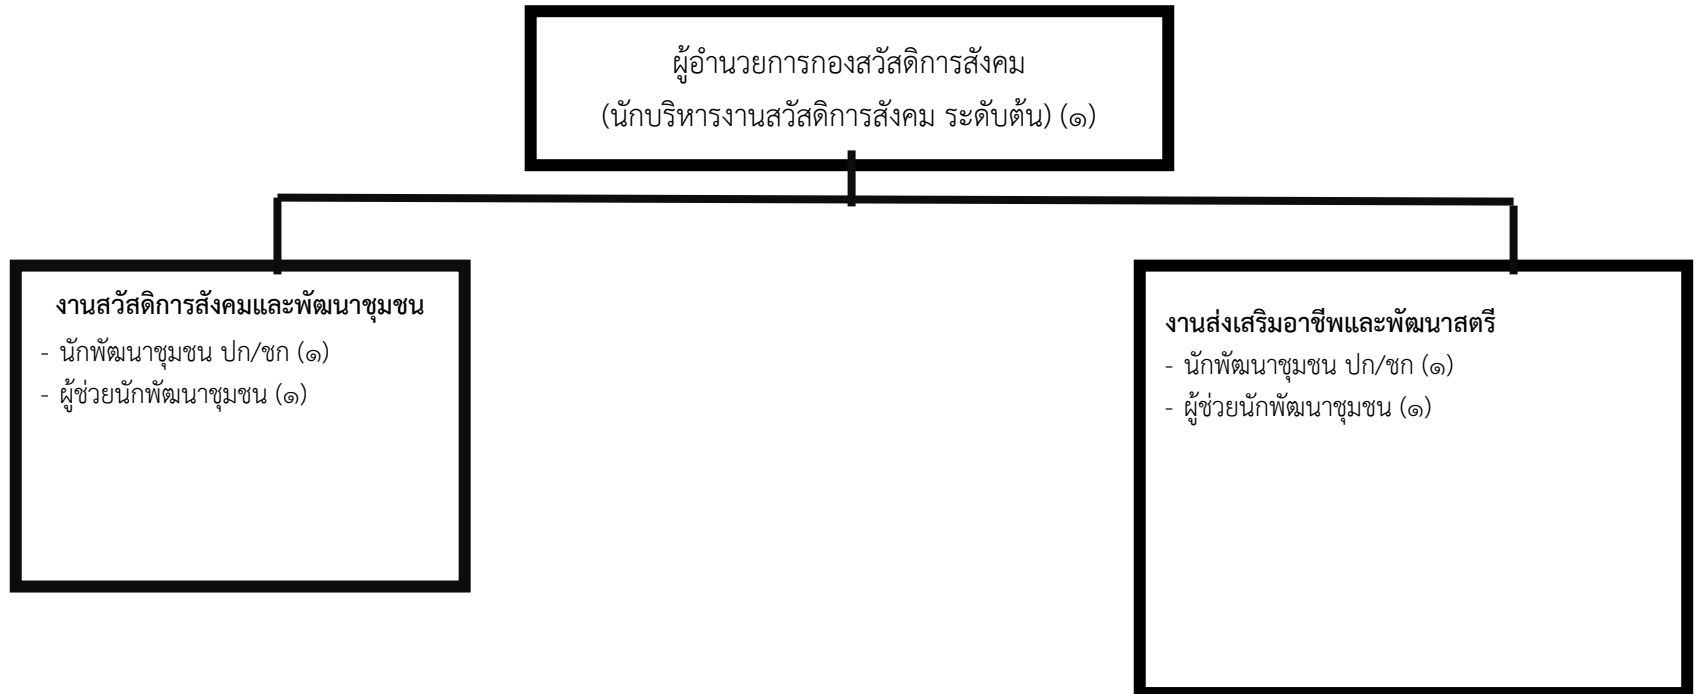 ผู้อำนวยการกองสวัสดิการสังคม
(นักบริหารงานสวัสดิการสังคม ระดับต้น) (๑)
งานสวัสดิการสังคมและพัฒนาชุมชน
- นักพัฒนาชุมชน ปก/ชก (๑)
- ผู้ช่วยนักพัฒนาชุมชน (๑)
งานส่งเสริมอาชีพและพัฒนาสตรี
- นักพัฒนาชุมชน ปก/ชก (๑)
- ผู้ช่วยนักพัฒนาชุมชน (๑)